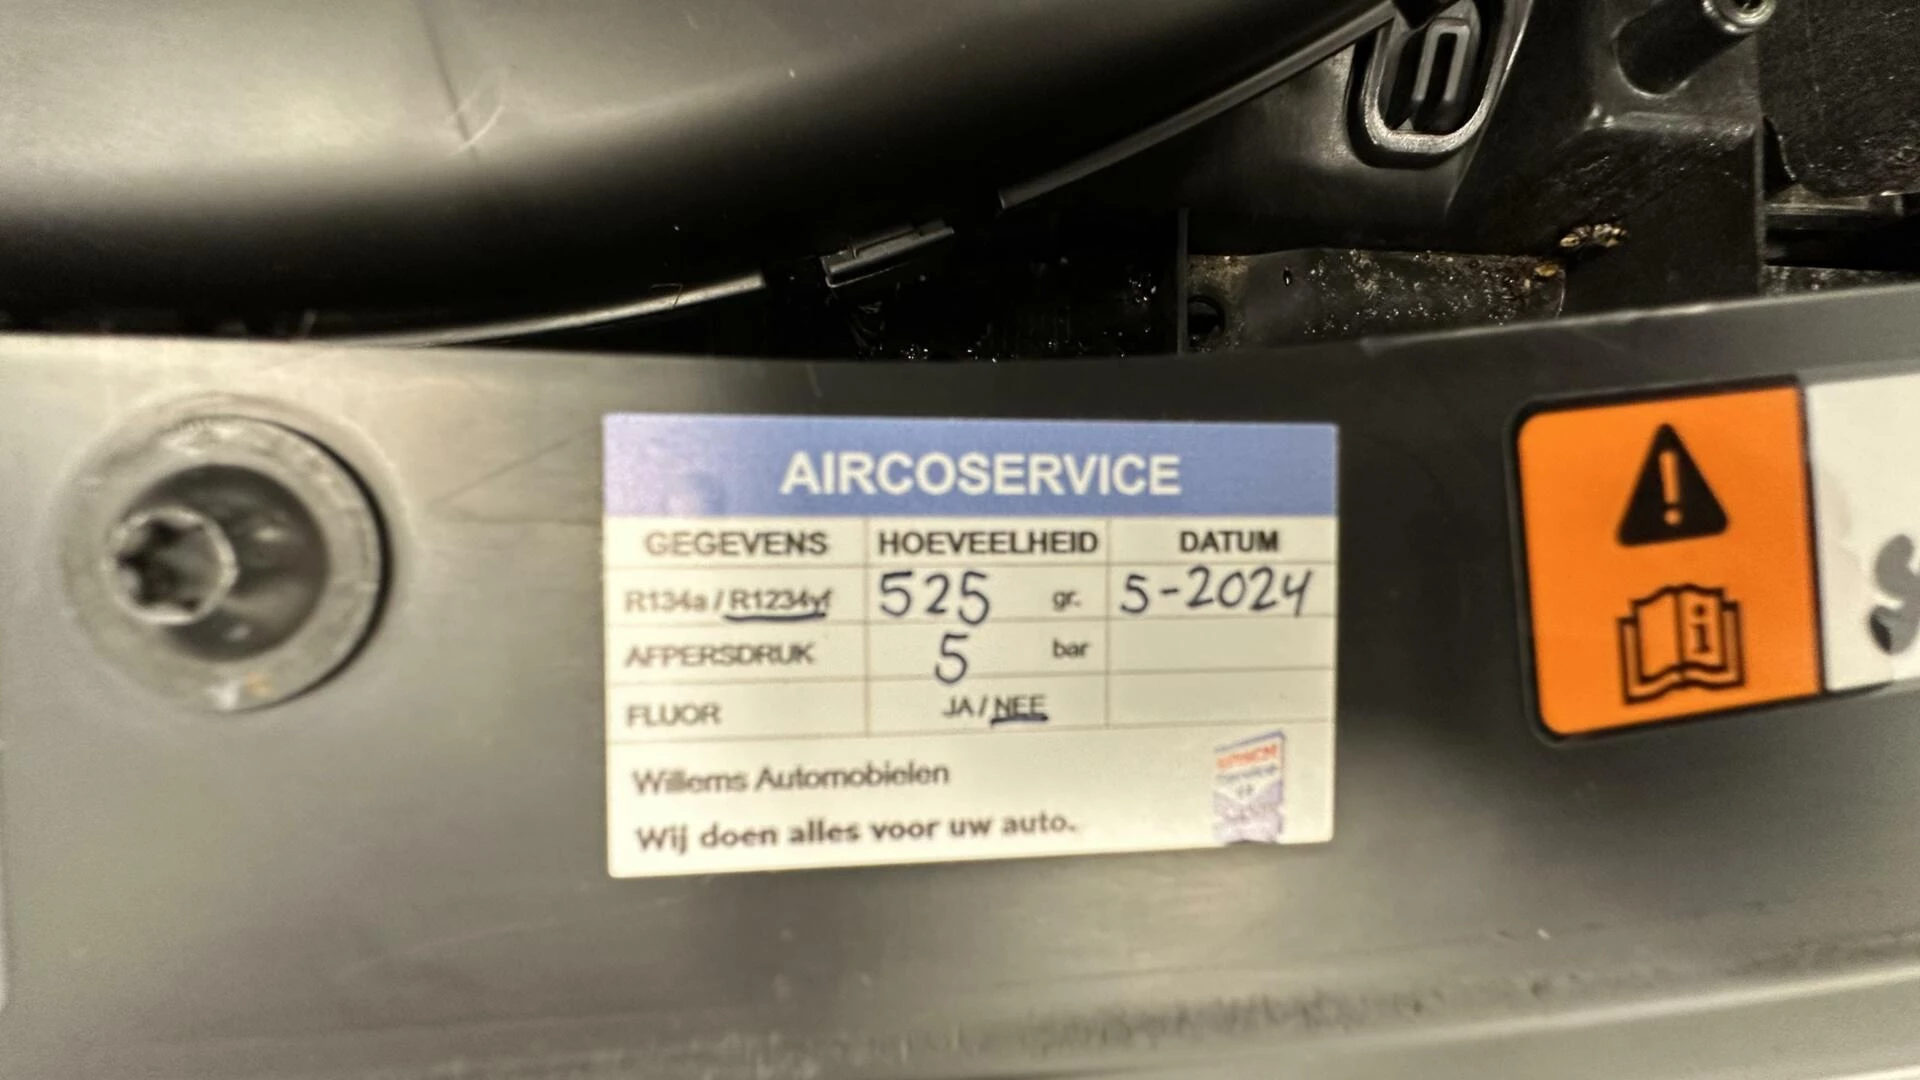 AIRCOSERVICE
GEGEVENS HOEVEELHEID DATUM
R134a / R1234yf 525 gr. 5-2024
AFPERSDRUK 5 bar
FLUOR JA / NEE
Willems Automobielen
Wij doen alles voor uw auto.